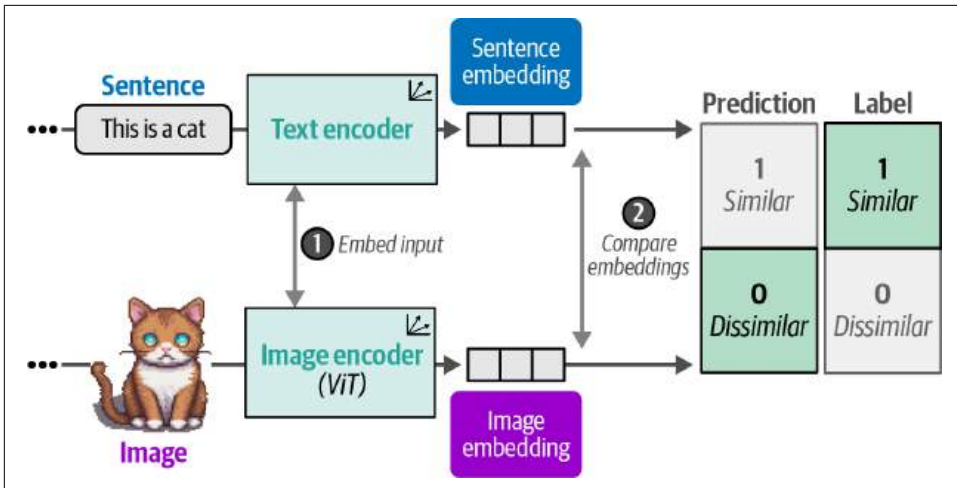 Sentence
This is a cat
Text encoder
Sentence
embedding
Prediction
Label
1
Similar
1
Similar
1
Embed input
2
Compare
embeddings
0
Dissimilar
0
Dissimilar
Image
Image encoder
(ViT)
Image
embedding